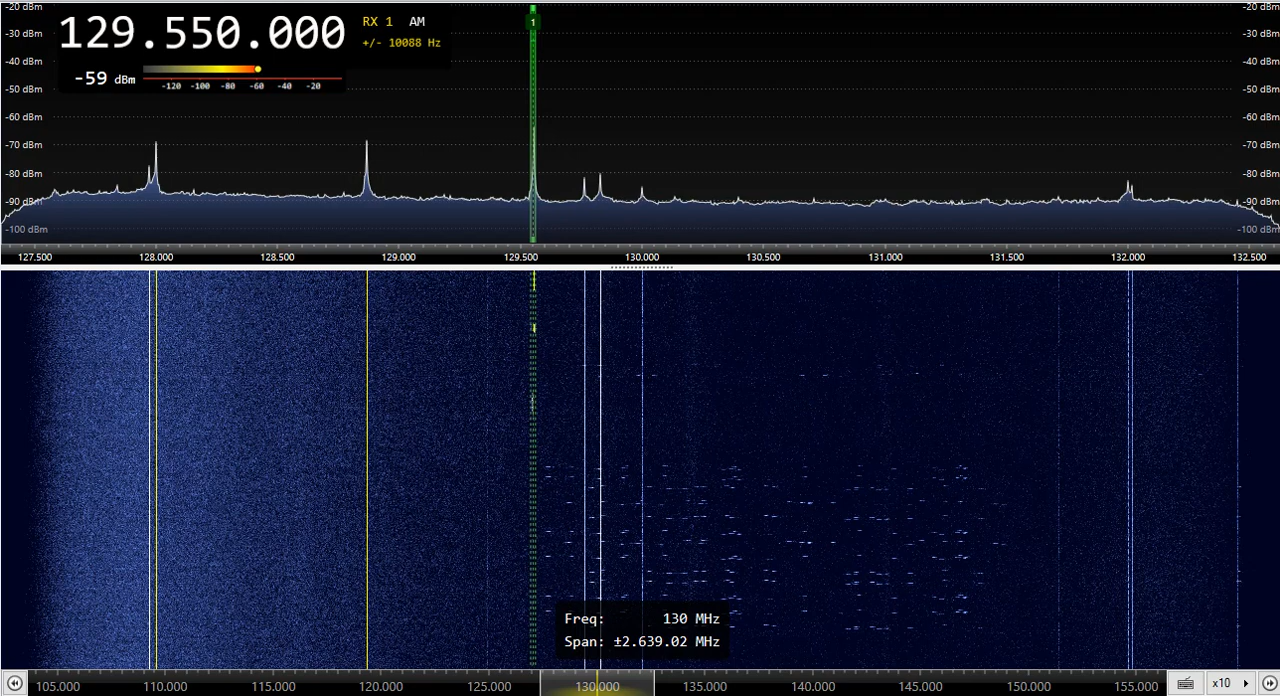 -20 dBm -20 dBm
1
129.550.000 RX 1 AM
-30 dBm -30 dBm
+/- 10088 Hz
-40 dBm -40 dBm
-59 dBm
-120 -100 -80 -60 -40 -20
-50 dBm -50 dBm
-60 dBm -60 dBm
-70 dBm -70 dBm
-80 dBm -80 dBm
-90 dBm -90 dBm
-100 dBm -100 dBm
127.500 128.000 128.500 129.000 129.500 130.000 130.500 131.000 131.500 132.000 132.500
Freq: 130 MHz
Span: ±2.639.02 MHz
105.000 110.000 115.000 120.000 125.000 130.000 135.000 140.000 145.000 150.000 155.000 x10